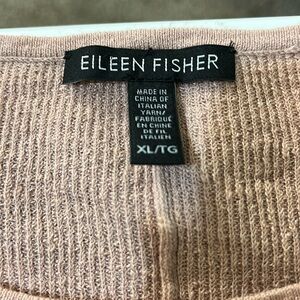 EILEEN FISHER
MADE IN
CHINA OF
ITALIAN
YARN/
FABRIQUÉ
EN CHINE
DE FIL
ITALIEN
XL/TG